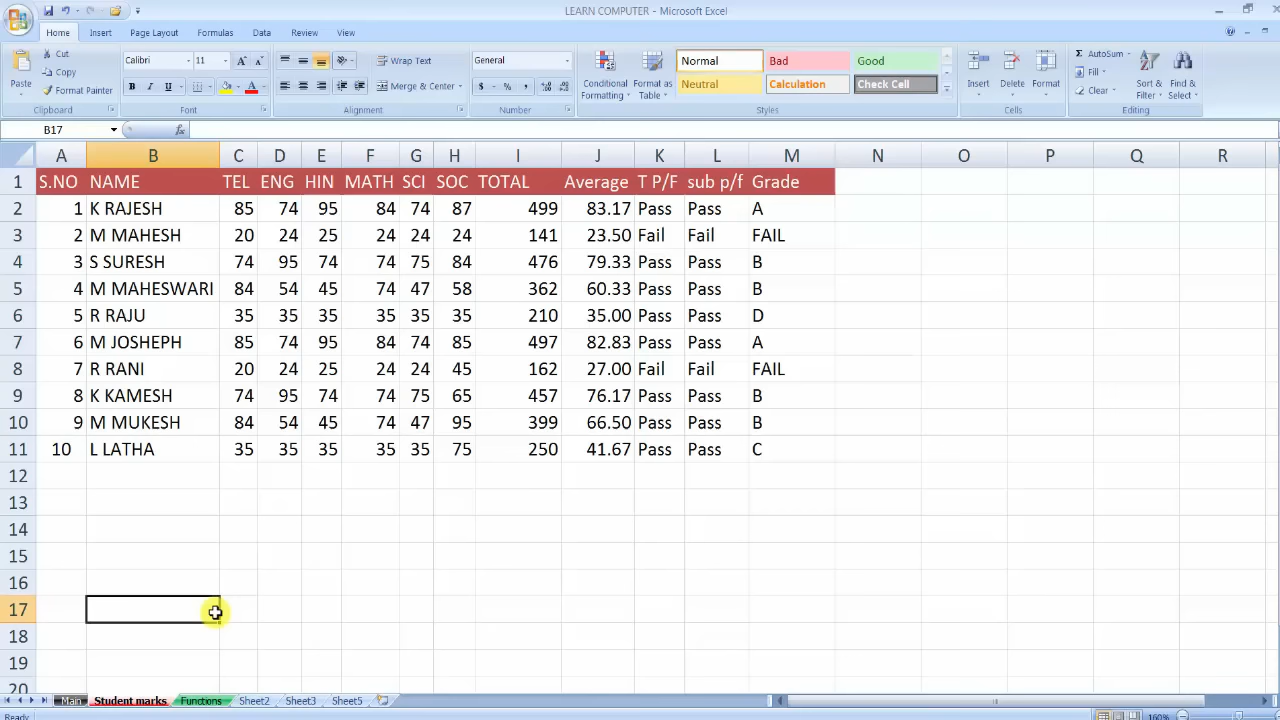 LEARN COMPUTER - Microsoft Excel
Home Insert Page Layout Formulas Data Review View
Paste Cut Copy Format Painter Clipboard
Calibri 11 B I U A A A Font
Wrap Text Merge & Center Alignment
General $ % , Number
Conditional Formatting Format as Table Normal Bad Good Neutral Calculation Check Cell Styles
Insert Delete Format Cells
Σ AutoSum Fill Clear Sort & Filter Find & Select Editing
B17 fx
A B C D E F G H I J K L M N O P Q R
1 S.NO NAME TEL ENG HIN MATH SCI SOC TOTAL Average T P/F sub p/f Grade
2 1 K RAJESH 85 74 95 84 74 87 499 83.17 Pass Pass A
3 2 M MAHESH 20 24 25 24 24 24 141 23.50 Fail Fail FAIL
4 3 S SURESH 74 95 74 74 75 84 476 79.33 Pass Pass B
5 4 M MAHESWARI 84 54 45 74 47 58 362 60.33 Pass Pass B
6 5 R RAJU 35 35 35 35 35 35 210 35.00 Pass Pass D
7 6 M JOSHEPH 85 74 95 84 74 85 497 82.83 Pass Pass A
8 7 R RANI 20 24 25 24 24 45 162 27.00 Fail Fail FAIL
9 8 K KAMESH 74 95 74 74 75 65 457 76.17 Pass Pass B
10 9 M MUKESH 84 54 45 74 47 95 399 66.50 Pass Pass B
11 10 L LATHA 35 35 35 35 35 75 250 41.67 Pass Pass C
12
13
14
15
16
17
18
19
20
Main Student marks Functions Sheet2 Sheet3 Sheet5
Ready 160%